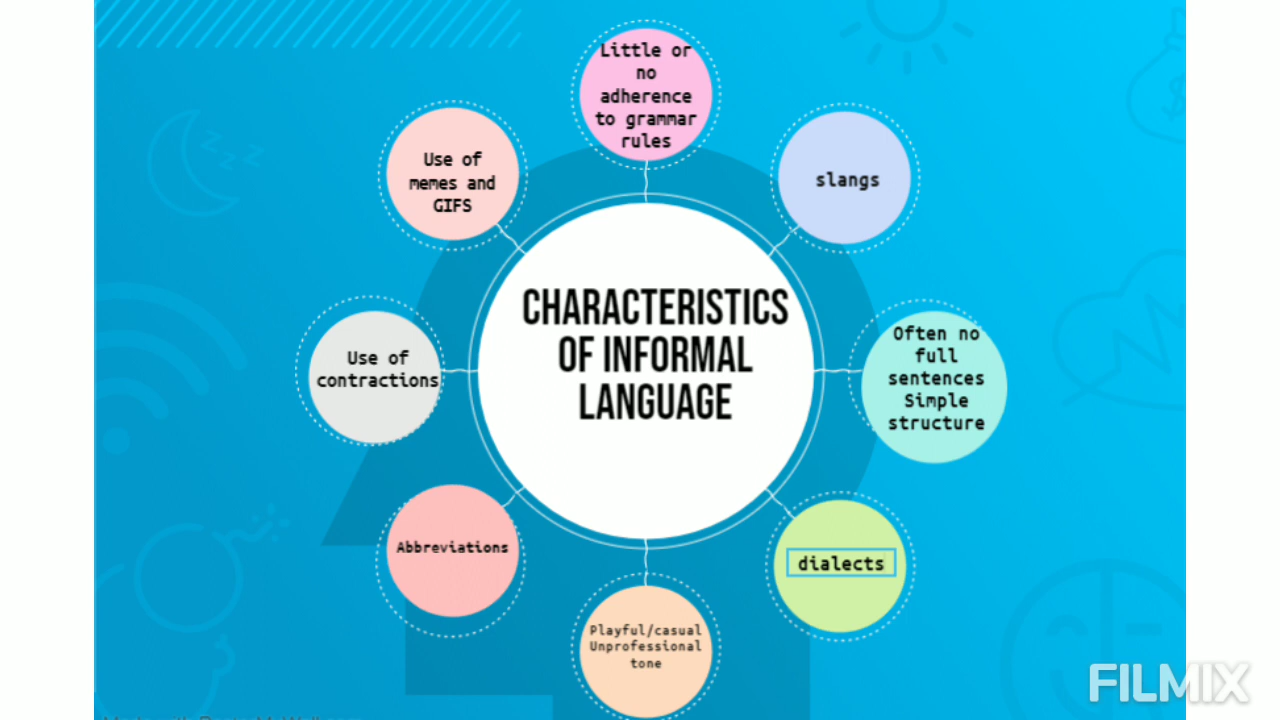 CHARACTERISTICS
OF INFORMAL
LANGUAGE
Little or
no
adherence
to grammar
rules
slangs
Often no
full
sentences
Simple
structure
dialects
Playful/casual
Unprofessional
tone
Abbreviations
Use of
contractions
Use of
memes and
GIFS
$
zzz
FILMIX